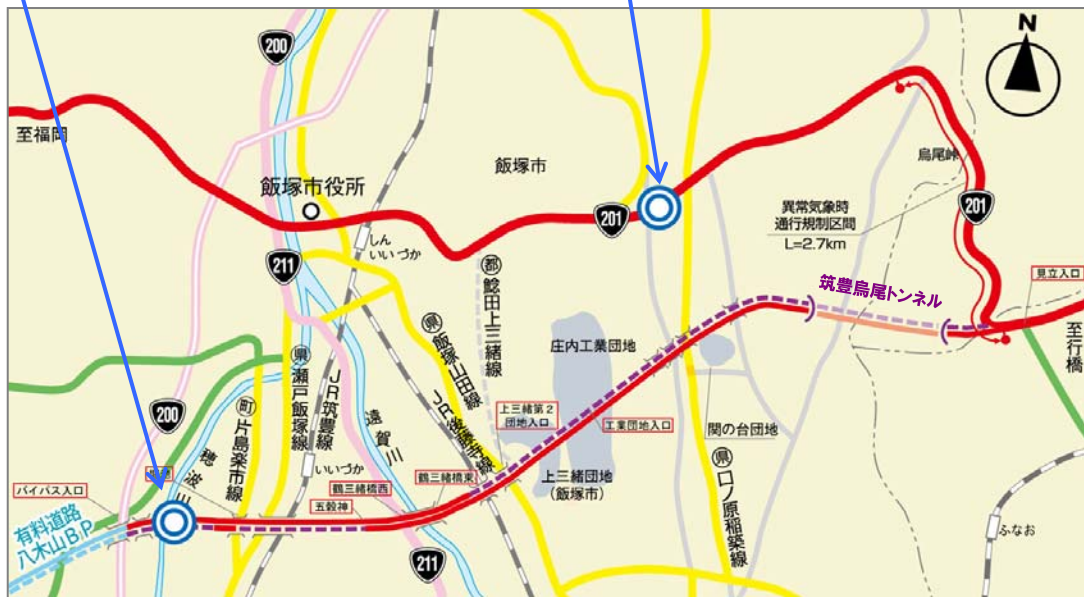 N
200
至福岡
烏尾峠
飯塚市
飯塚市役所
201
異常気象時
通行規制区間
L=2.7km
201
しん
いいづか
211
都
鯰田上三緒線
見立入口
筑豊烏尾トンネル
至行橋
県
飯塚山田線
庄内工業団地
県
瀬戸飯塚線
JR筑豊線
遠賀川
JR後藤寺線
上三緒第2
団地入口
工業団地入口
関の台団地
200
町
片島楽市線
穂波川
いいづか
鶴三緒橋東
鶴三緒橋西
五穀神
上三緒団地
(飯塚市)
県
口ノ原稲築線
バイパス入口
有料道路
八木山BP
211
ふなお